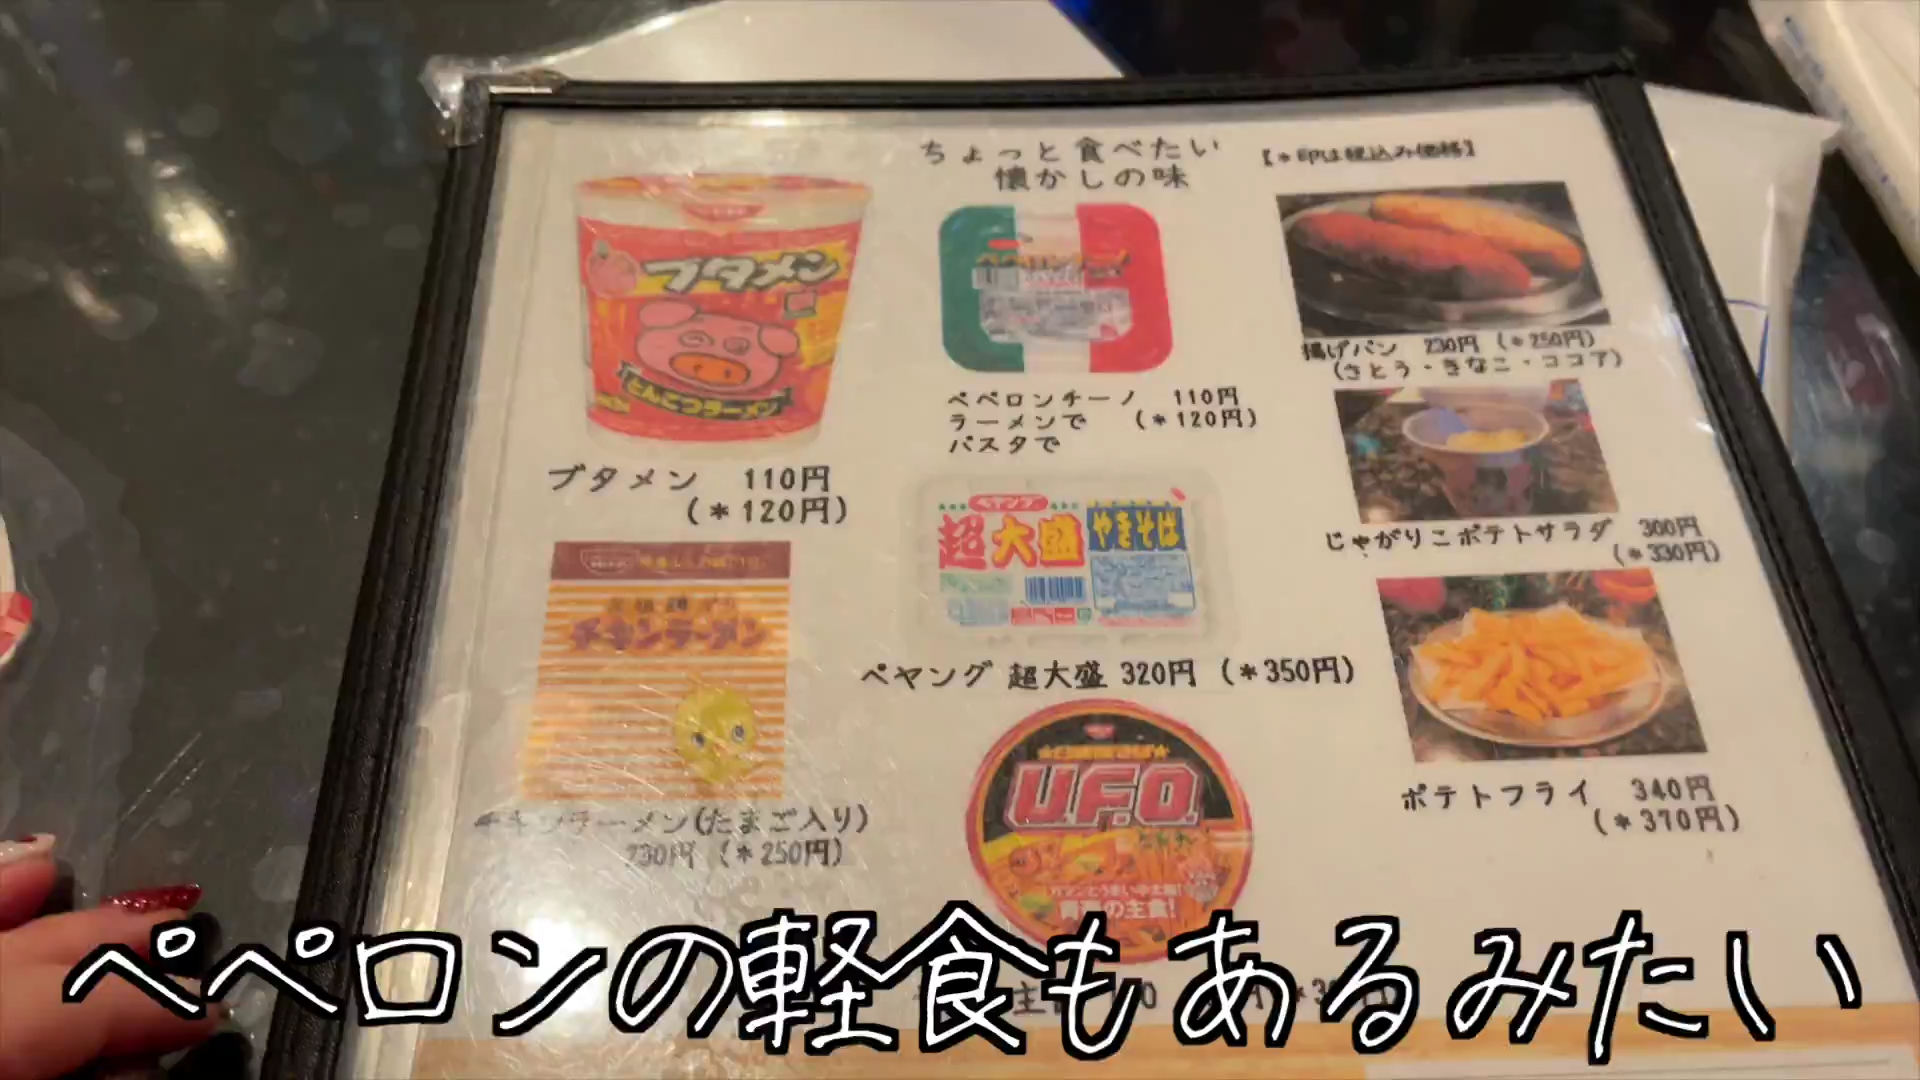 ちょっと食べたい
懐かしの味
【*印は税込み価格】
ブタメン
とんこつラーメン
ブタメン 110円
(*120円)
チキンラーメン
チキンラーメン(たまご入り)
230円 (*250円)
ペペロンチーノ
ペペロンチーノ 110円
ラーメンで (*120円)
パスタで
ペヤング
超大盛
やきそば
ペヤング 超大盛 320円 (*350円)
U.F.O.
揚げパン 230円 (*250円)
(さとう・きなこ・ココア)
じゃがりこポテトサラダ 300円
(*330円)
ポテトフライ 340円
(*370円)
ペペロンの軽食もあるみたい